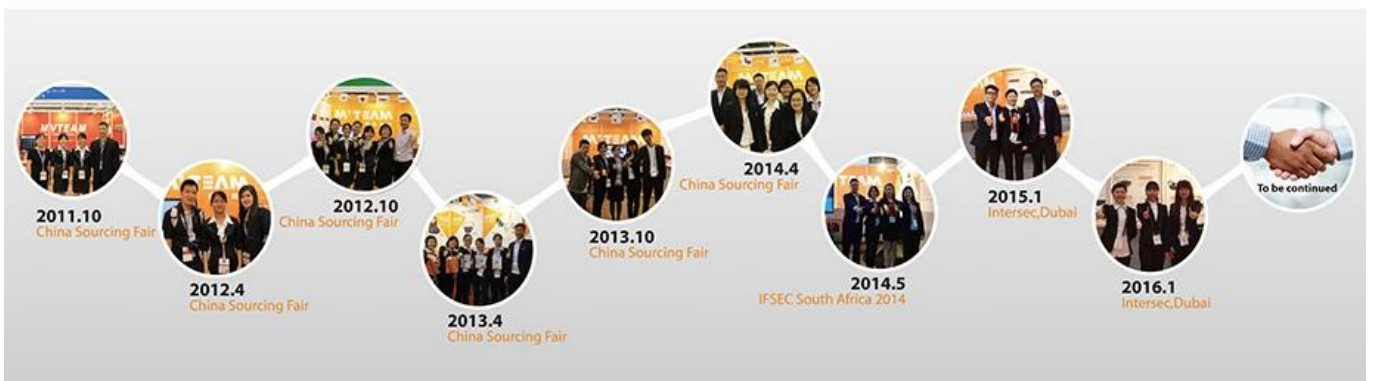 MVTEAM
2011.10
China Sourcing Fair
2012.4
China Sourcing Fair
MVTEAM
2012.10
China Sourcing Fair
2013.4
China Sourcing Fair
2013.10
China Sourcing Fair
2014.4
China Sourcing Fair
2014.5
IFSEC South Africa 2014
2015.1
Intersec,Dubai
2016.1
Intersec,Dubai
To be continued